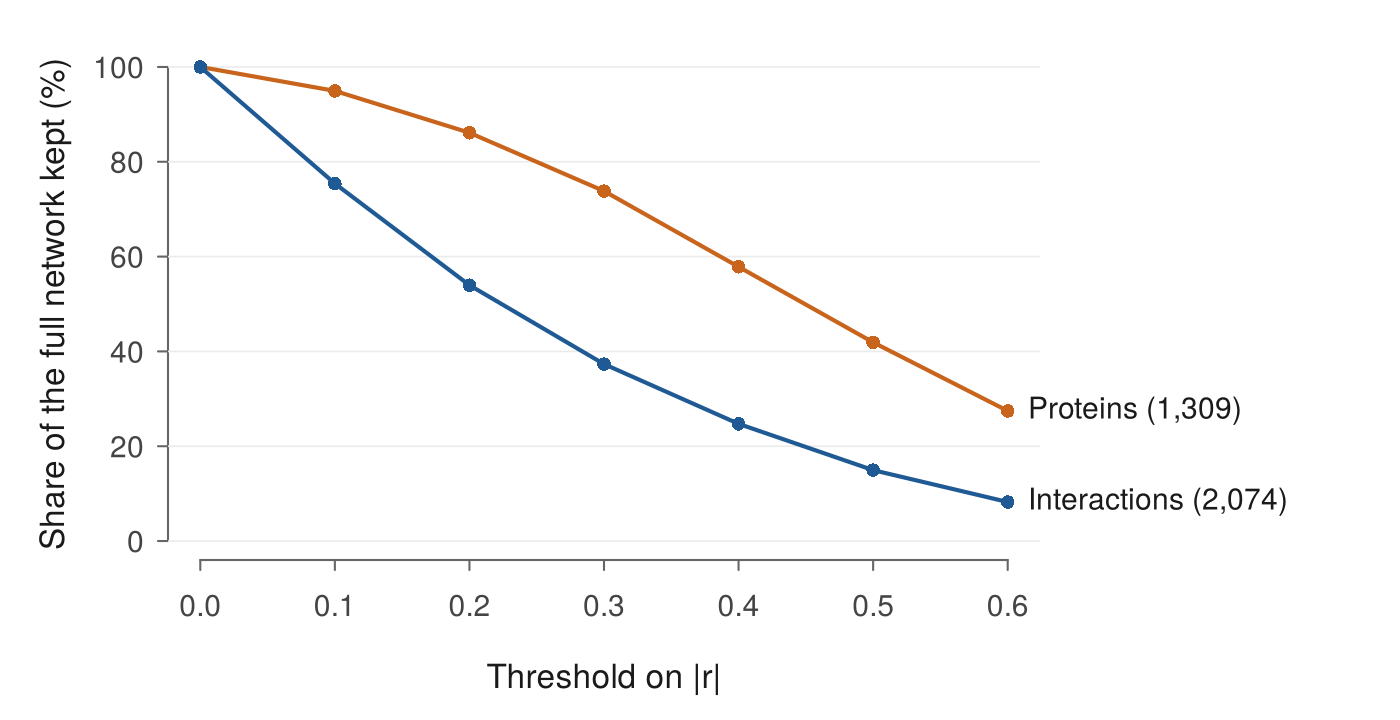 Share of the full network kept (%)
100
80
60
40
20
0
Proteins (1,309)
Interactions (2,074)
0.0 0.1 0.2 0.3 0.4 0.5 0.6
Threshold on |r|